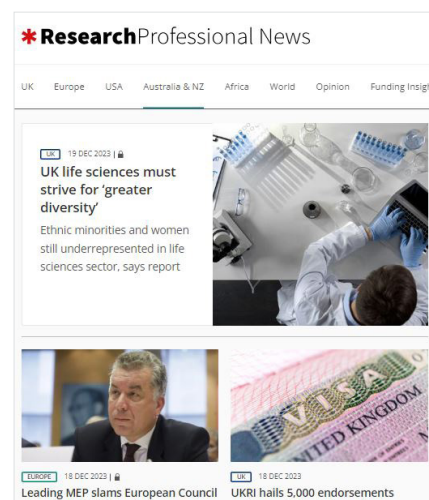 *ResearchProfessional News
UK Europe USA Australia & NZ Africa World Opinion Funding Insigh
UK 19 DEC 2023 |
UK life sciences must
strive for ‘greater
diversity’
Ethnic minorities and women
still underrepresented in life
sciences sector, says report
VISA
UNITED KINGDOM
EUROPE 18 DEC 2023 |
Leading MEP slams European Council
UK 18 DEC 2023
UKRI hails 5,000 endorsements